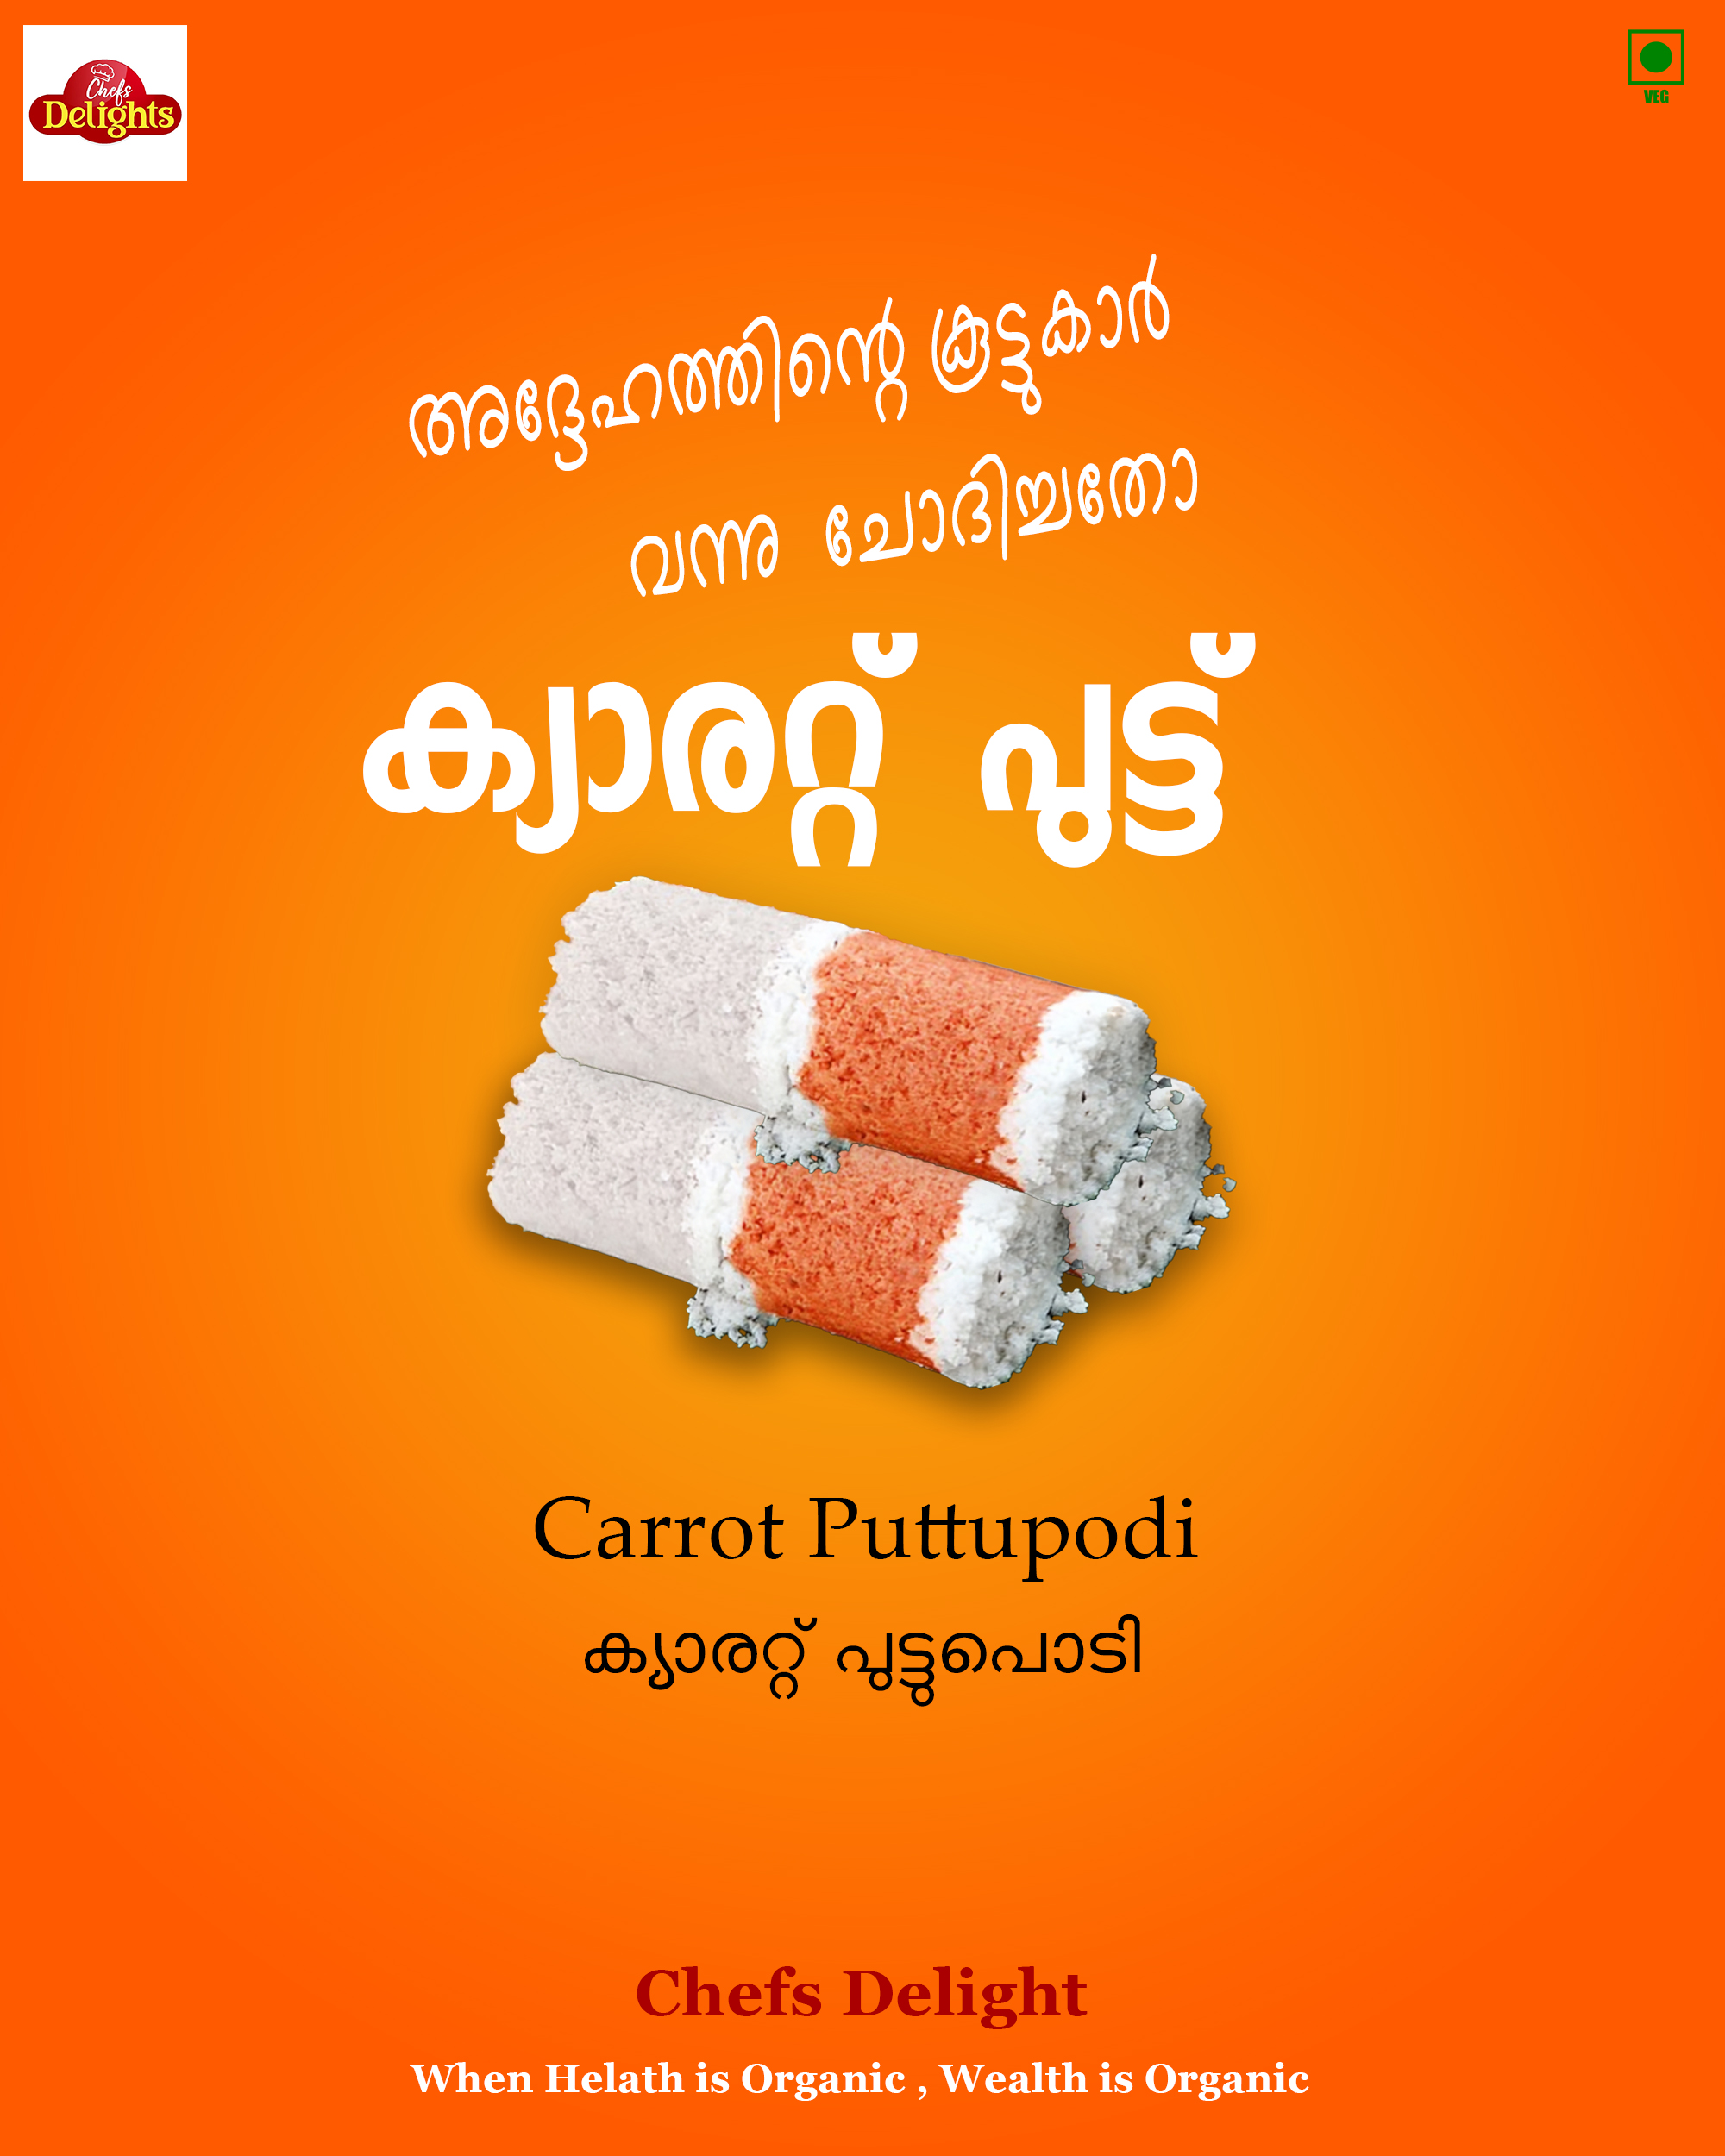 Chefs
Delights
VEG
അദ്ദേഹത്തിന്റെ കൂട്ടുകാർ
വന്നു ചോദിച്ചതോ
ക്യാരറ്റ് പുട്ട്
Carrot Puttupodi
ക്യാരറ്റ് പുട്ടുപൊടി
Chefs Delight
When Helath is Organic , Wealth is Organic